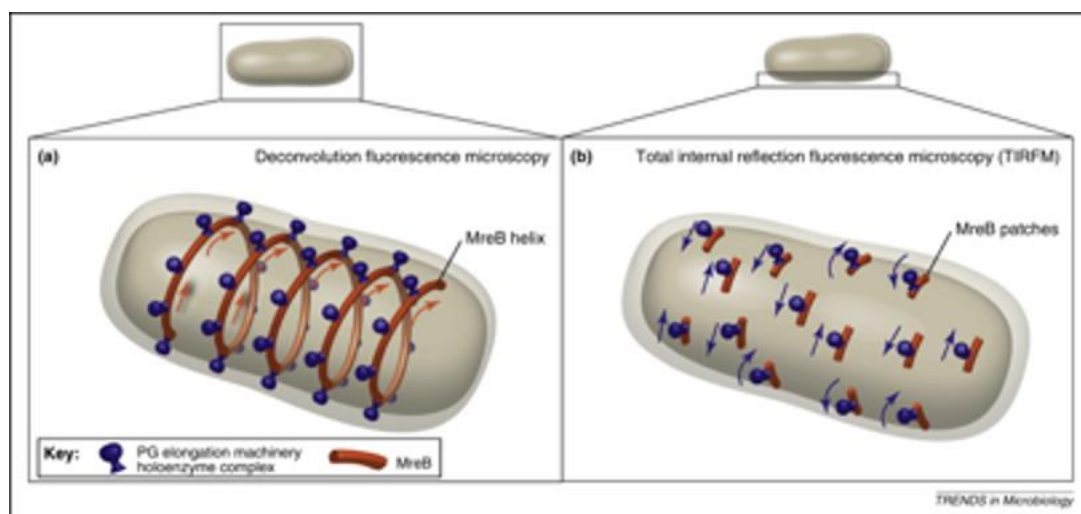 (a)
Deconvolution fluorescence microscopy
MreB helix
Key:
PG elongation machinery
holoenzyme complex
MreB
(b)
Total internal reflection fluorescence microscopy (TIRFM)
MreB patches
TRENDS in Microbiology